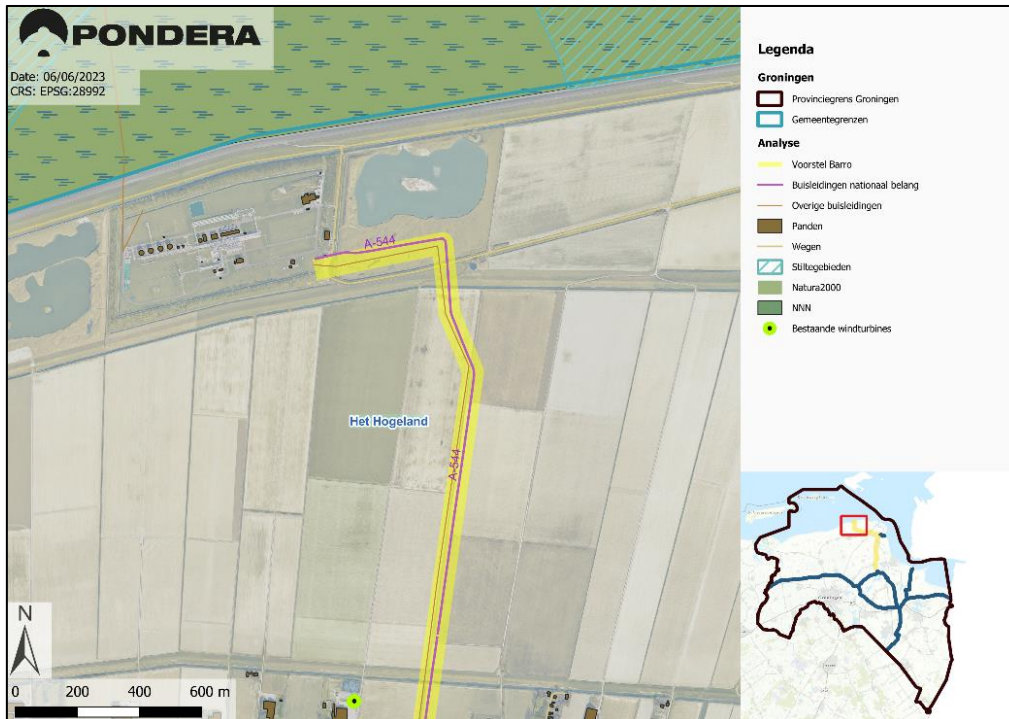 PONDERA
Date: 06/06/2023
CRS: EPSG:28992
A-544
Het Hogeland
A-544
N
0 200 400 600 m
Legenda
Groningen
Provinciegrens Groningen
Gemeentegrenzen
Analyse
Voorstel Barro
Buisleidingen nationaal belang
Overige buisleidingen
Panden
Wegen
Stiltegebieden
Natura2000
NNN
Bestaande windturbines
Groningen